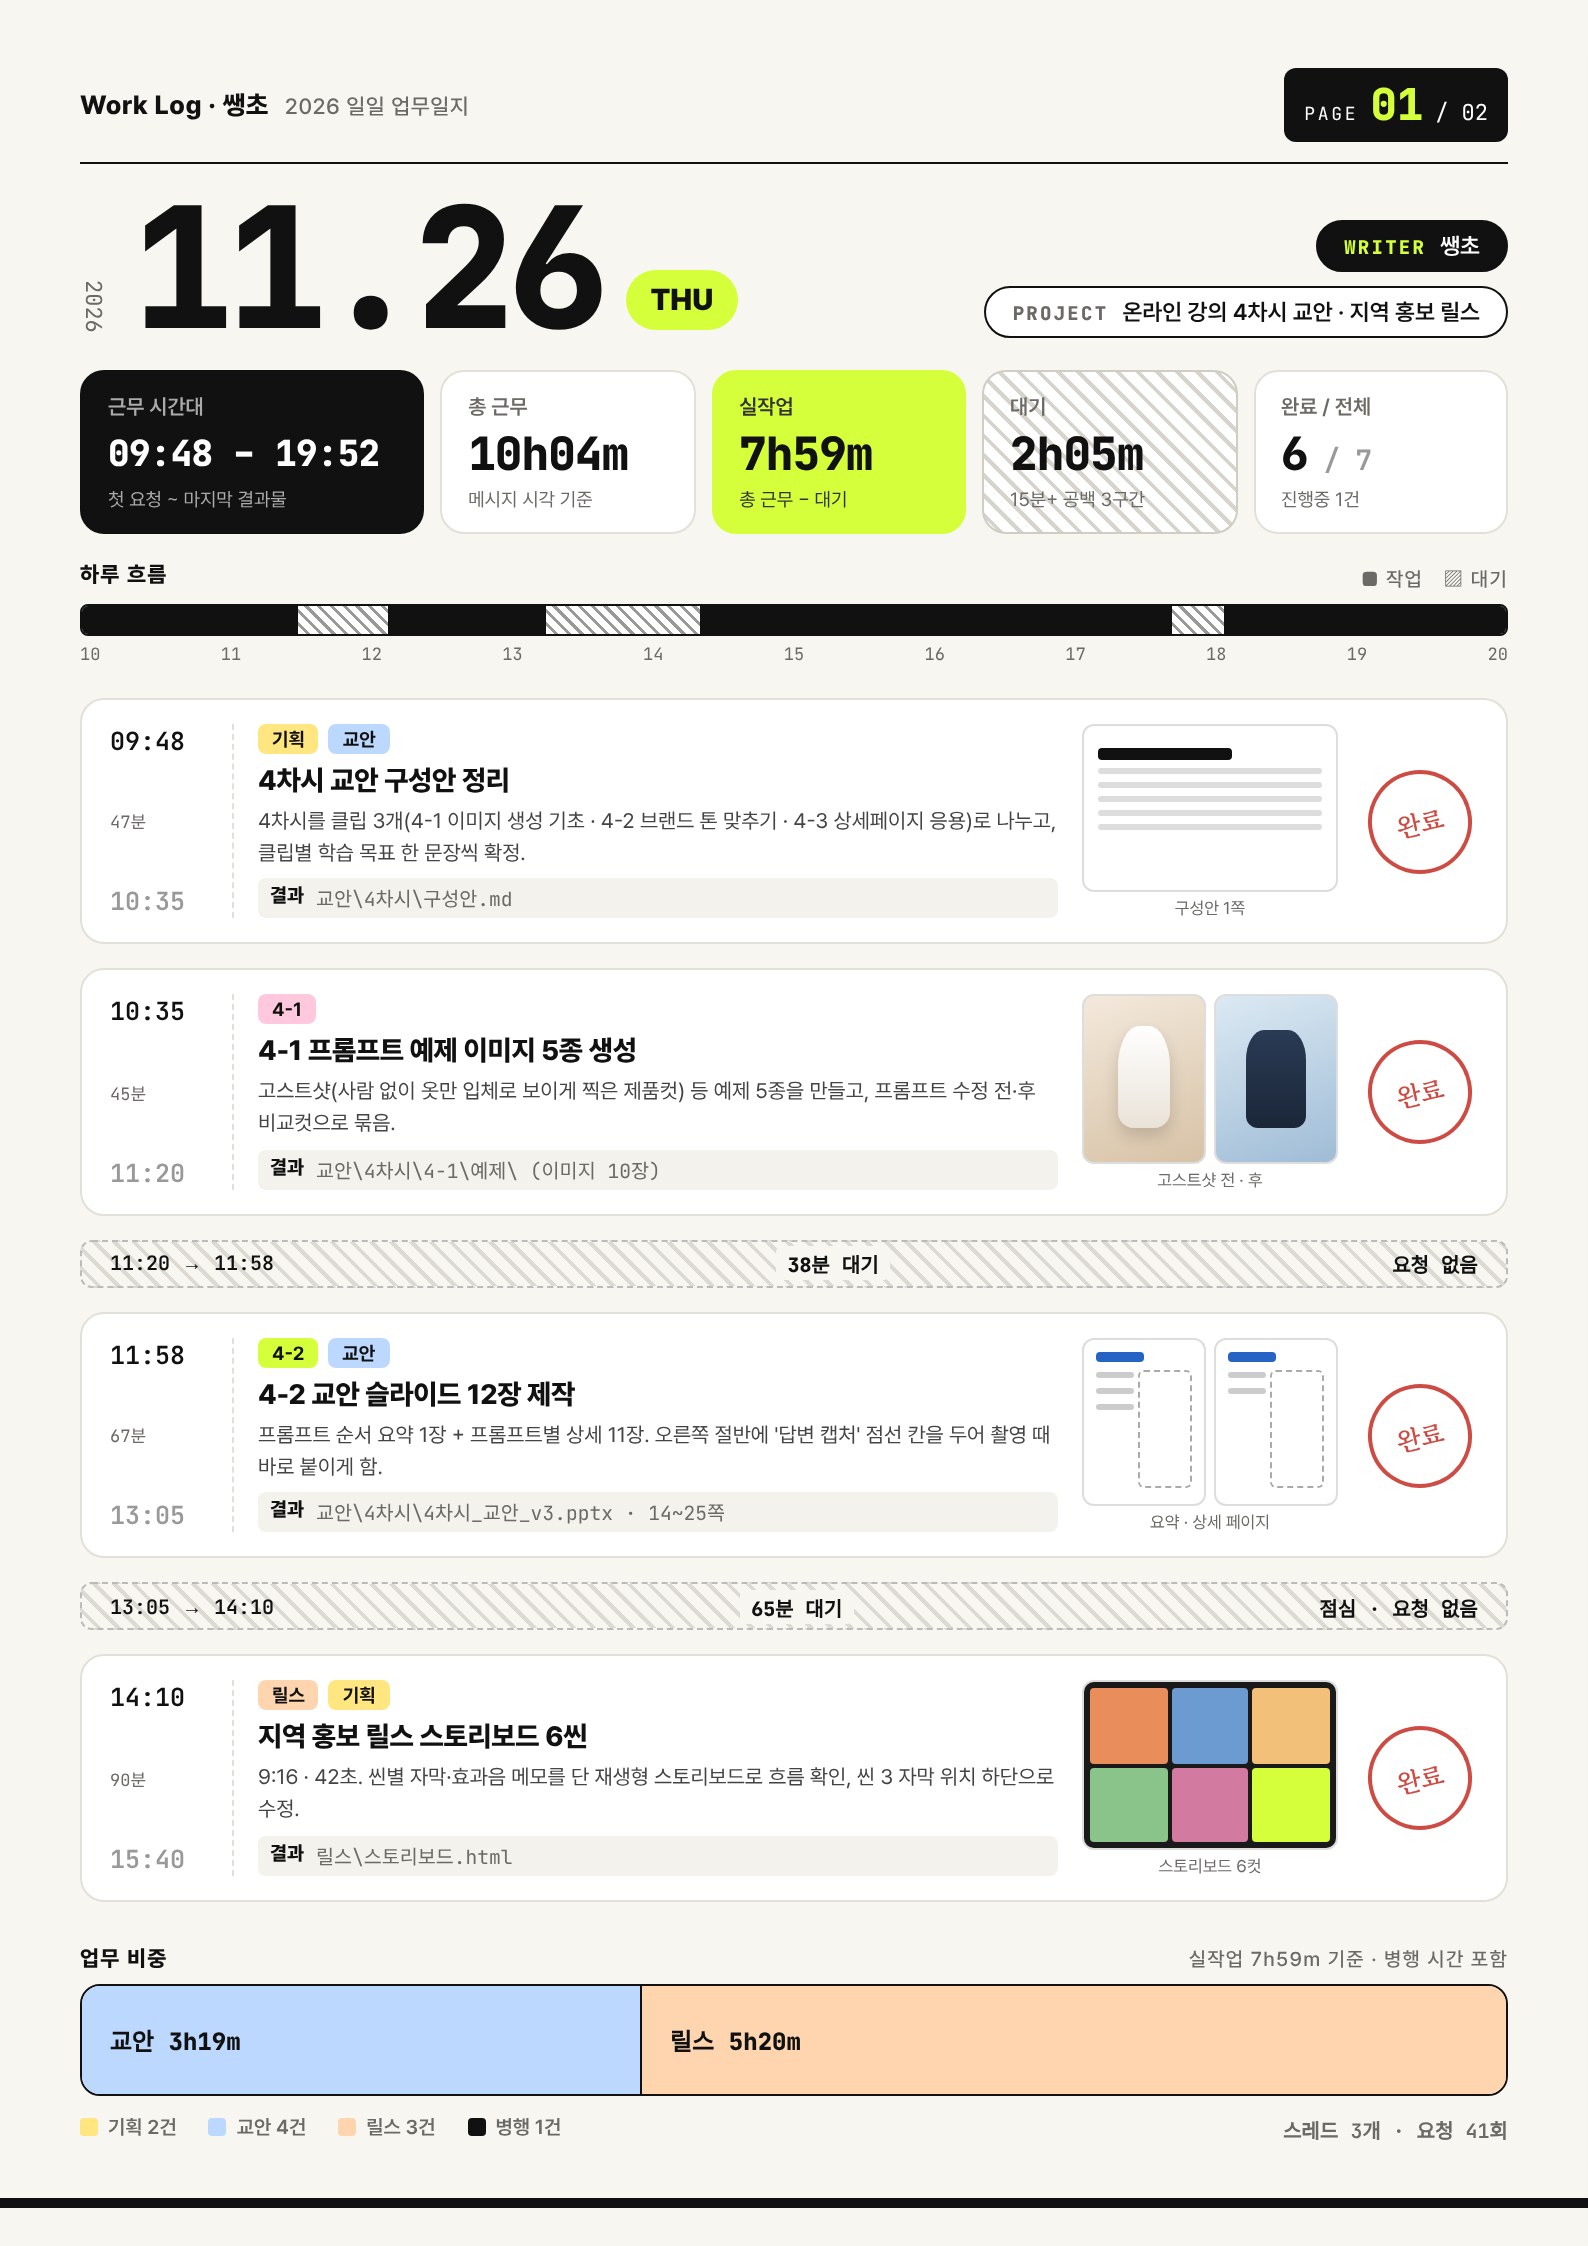 Work Log · 쌩초 2026 일일 업무일지
PAGE 01 / 02
2026
11.26
THU
WRITER 쌩초
PROJECT 온라인 강의 4차시 교안 · 지역 홍보 릴스
근무 시간대
09:48 – 19:52
첫 요청 ~ 마지막 결과물
총 근무
10h04m
메시지 시각 기준
실작업
7h59m
총 근무 − 대기
대기
2h05m
15분+ 공백 3구간
완료 / 전체
6 / 7
진행중 1건
하루 흐름
작업 대기
10 11 12 13 14 15 16 17 18 19 20
09:48
47분
10:35
기획 교안
4차시 교안 구성안 정리
4차시를 클립 3개(4-1 이미지 생성 기초 · 4-2 브랜드 톤 맞추기 · 4-3 상세페이지 응용)로 나누고,
클립별 학습 목표 한 문장씩 확정.
결과 교안\4차시\구성안.md
구성안 1쪽
완료
10:35
45분
11:20
4-1
4-1 프롬프트 예제 이미지 5종 생성
고스트샷(사람 없이 옷만 입체로 보이게 찍은 제품컷) 등 예제 5종을 만들고, 프롬프트 수정 전·후
비교컷으로 묶음.
결과 교안\4차시\4-1\예제\ (이미지 10장)
고스트샷 전 · 후
완료
11:20 → 11:58 38분 대기 요청 없음
11:58
67분
13:05
4-2 교안
4-2 교안 슬라이드 12장 제작
프롬프트 순서 요약 1장 + 프롬프트별 상세 11장. 오른쪽 절반에 '답변 캡처' 점선 칸을 두어 촬영 때
바로 붙이게 함.
결과 교안\4차시\4차시_교안_v3.pptx · 14~25쪽
요약 · 상세 페이지
완료
13:05 → 14:10 65분 대기 점심 · 요청 없음
14:10
90분
15:40
릴스 기획
지역 홍보 릴스 스토리보드 6씬
9:16 · 42초. 씬별 자막·효과음 메모를 단 재생형 스토리보드로 흐름 확인, 씬 3 자막 위치 하단으로
수정.
결과 릴스\스토리보드.html
스토리보드 6컷
완료
업무 비중
실작업 7h59m 기준 · 병행 시간 포함
교안 3h19m
릴스 5h20m
기획 2건 교안 4건 릴스 3건 병행 1건
스레드 3개 · 요청 41회